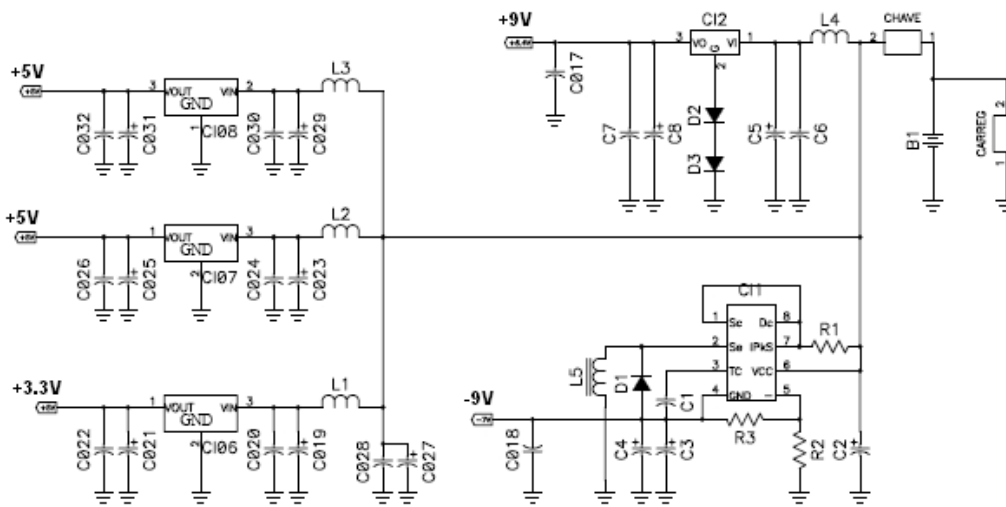 +9V
CI2
L4
CHAVE
3 VO G VI 1
2
2 1
C017
C7
C8
D2
D3
C5
C6
B1
CARREG
2
1
+5V
L3
3 VOUT VIN 2
GND
1
CI08
C032
C031
C030
C029
+5V
L2
1 VOUT VIN 3
GND
2
CI07
C026
C025
C024
C023
+3.3V
L1
1 VOUT VIN 3
GND
2
CI06
C022
C021
C020
C019
C028
C027
CI1
1 Sc Dc 8
2 Se IPkS 7
3 TC VCC 6
4 GND - 5
R1
L5
D1
C1
-9V
C018
C4
C3
R3
R2
C2